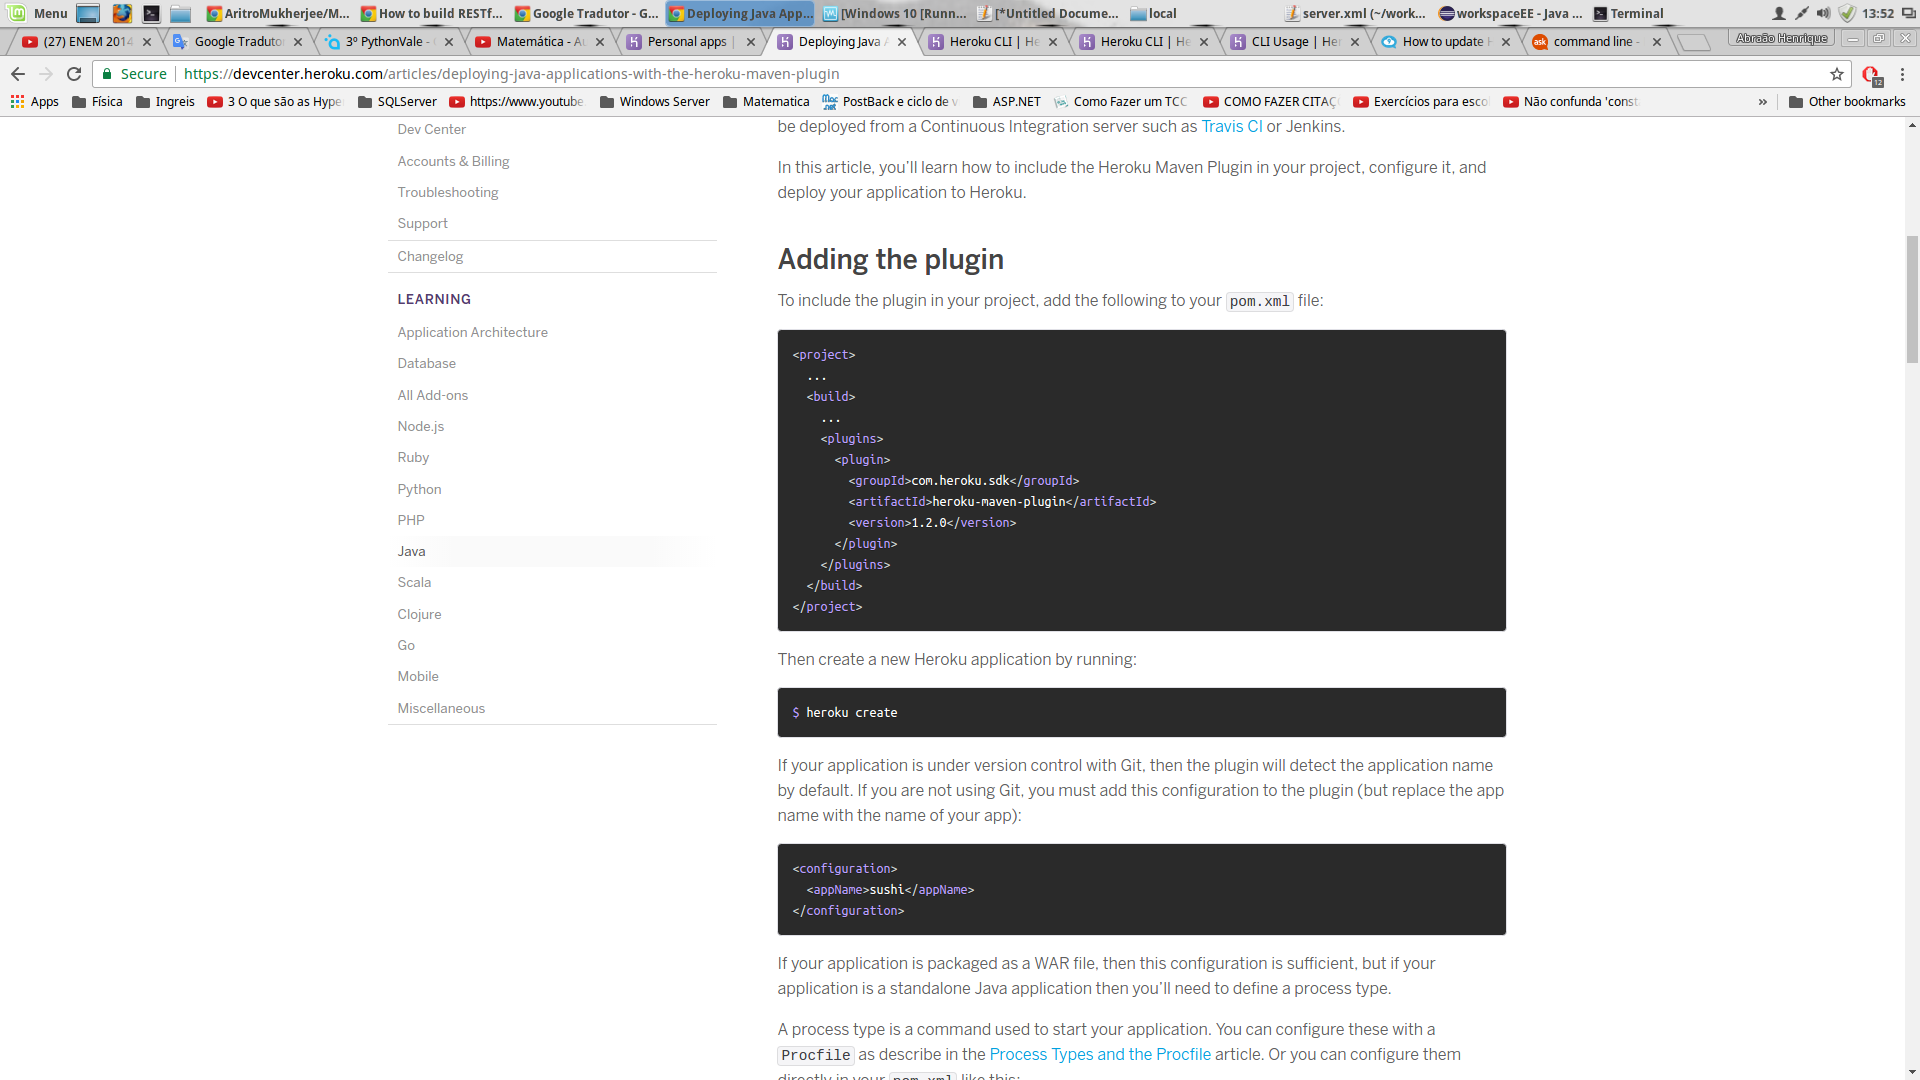 Menu AritroMukherjee/M... How to build RESTf... Google Tradutor - G... Deploying Java App... [Windows 10 [Runn... [*Untitled Docume... local server.xml (~/work... workspaceEE - Java ... Terminal 13:52
(27) ENEM 2014 Google Tradutor 3º PythonVale - Matemática - Au Personal apps | Deploying Java A Heroku CLI | He Heroku CLI | He CLI Usage | Her How to update H command line - Abraão Henrique
Secure https://devcenter.heroku.com/articles/deploying-java-applications-with-the-heroku-maven-plugin 12
Apps Física Ingreis 3 O que são as Hype SQLServer https://www.youtube Windows Server Matematica PostBack e ciclo de v ASP.NET Como Fazer um TCC COMO FAZER CITAÇ Exercícios para esco Não confunda 'const » Other bookmarks
Dev Center
Accounts & Billing
Troubleshooting
Support
Changelog
LEARNING
Application Architecture
Database
All Add-ons
Node.js
Ruby
Python
PHP
Java
Scala
Clojure
Go
Mobile
Miscellaneous
be deployed from a Continuous Integration server such as Travis CI or Jenkins.
In this article, you'll learn how to include the Heroku Maven Plugin in your project, configure it, and
deploy your application to Heroku.
Adding the plugin
To include the plugin in your project, add the following to your pom.xml file:
<project>
...
<build>
...
<plugins>
<plugin>
<groupId>com.heroku.sdk</groupId>
<artifactId>heroku-maven-plugin</artifactId>
<version>1.2.0</version>
</plugin>
</plugins>
</build>
</project>
Then create a new Heroku application by running:
$ heroku create
If your application is under version control with Git, then the plugin will detect the application name
by default. If you are not using Git, you must add this configuration to the plugin (but replace the app
name with the name of your app):
<configuration>
<appName>sushi</appName>
</configuration>
If your application is packaged as a WAR file, then this configuration is sufficient, but if your
application is a standalone Java application then you'll need to define a process type.
A process type is a command used to start your application. You can configure these with a
Procfile as describe in the Process Types and the Procfile article. Or you can configure them
directly in your pom.xml like this: